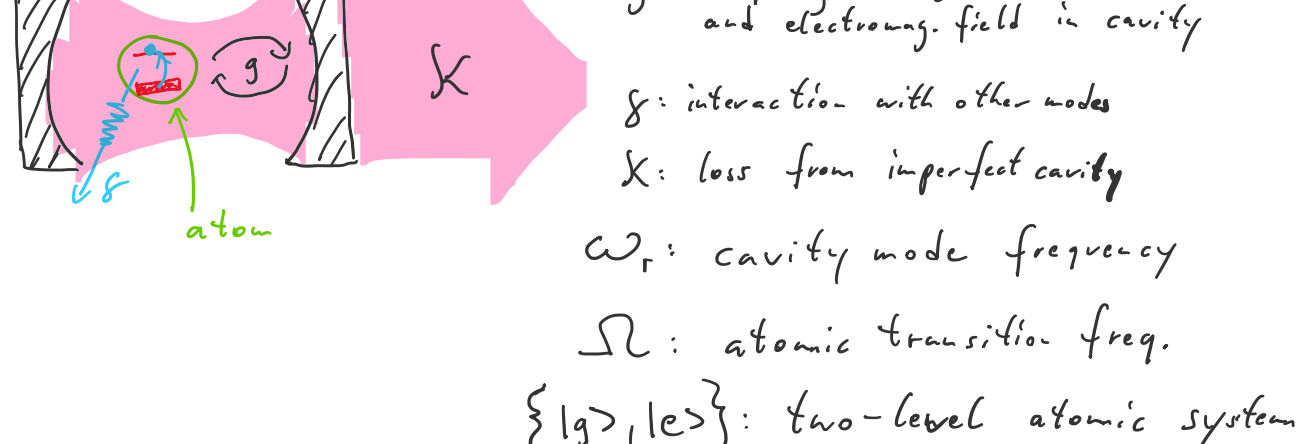 and electromag. field in cavity
g
κ
γ: interaction with other modes
κ: loss from imperfect cavity
γ
atom
ω_r: cavity mode frequency
Ω: atomic transition freq.
{|g>,|e>}: two-level atomic system